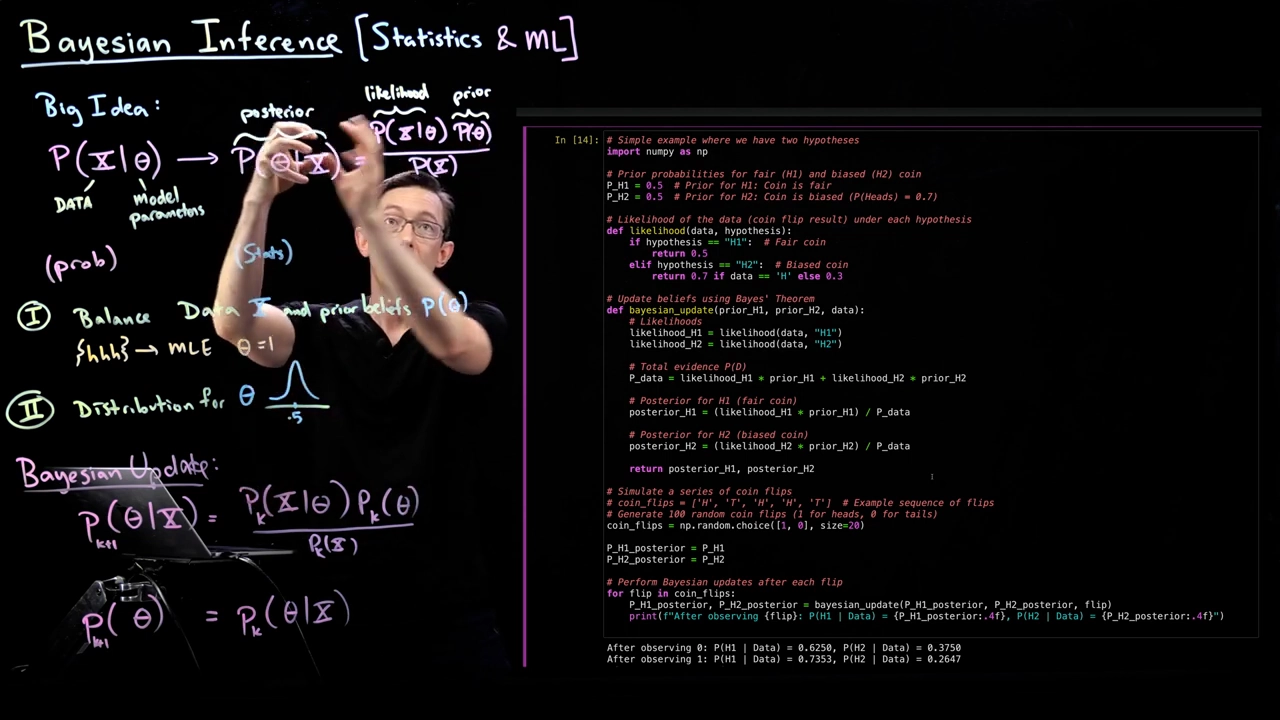 Bayesian Inference [Statistics & ML]
Big Idea:
posterior
likelihood prior
P(X|θ) → P(θ|X) = P(X|θ) P(θ) / P(X)
DATA
Model
parameters
(prob)
(Stats)
I Balance Data X and prior beliefs P(θ)
{hhh} → MLE θ=1
II Distribution for θ
.5
Bayesian Update:
P_{k+1}(θ|X) = P_k(X|θ) P_k(θ) / P_k(X)
P_{k+1}(θ) = P_k(θ|X)
In [14]:
# Simple example where we have two hypotheses
import numpy as np
# Prior probabilities for fair (H1) and biased (H2) coin
P_H1 = 0.5  # Prior for H1: Coin is fair
P_H2 = 0.5  # Prior for H2: Coin is biased (P(Heads) = 0.7)
# Likelihood of the data (coin flip result) under each hypothesis
def likelihood(data, hypothesis):
    if hypothesis == "H1":  # Fair coin
        return 0.5
    elif hypothesis == "H2":  # Biased coin
        return 0.7 if data == 'H' else 0.3
# Update beliefs using Bayes' Theorem
def bayesian_update(prior_H1, prior_H2, data):
    # Likelihoods
    likelihood_H1 = likelihood(data, "H1")
    likelihood_H2 = likelihood(data, "H2")
    # Total evidence P(D)
    P_data = likelihood_H1 * prior_H1 + likelihood_H2 * prior_H2
    # Posterior for H1 (fair coin)
    posterior_H1 = (likelihood_H1 * prior_H1) / P_data
    # Posterior for H2 (biased coin)
    posterior_H2 = (likelihood_H2 * prior_H2) / P_data
    return posterior_H1, posterior_H2
# Simulate a series of coin flips
# coin_flips = ['H', 'T', 'H', 'H', 'T']  # Example sequence of flips
# Generate 100 random coin flips (1 for heads, 0 for tails)
coin_flips = np.random.choice([1, 0], size=20)
P_H1_posterior = P_H1
P_H2_posterior = P_H2
# Perform Bayesian updates after each flip
for flip in coin_flips:
    P_H1_posterior, P_H2_posterior = bayesian_update(P_H1_posterior, P_H2_posterior, flip)
    print(f"After observing {flip}: P(H1 | Data) = {P_H1_posterior:.4f}, P(H2 | Data) = {P_H2_posterior:.4f}")
After observing 0: P(H1 | Data) = 0.6250, P(H2 | Data) = 0.3750
After observing 1: P(H1 | Data) = 0.7353, P(H2 | Data) = 0.2647